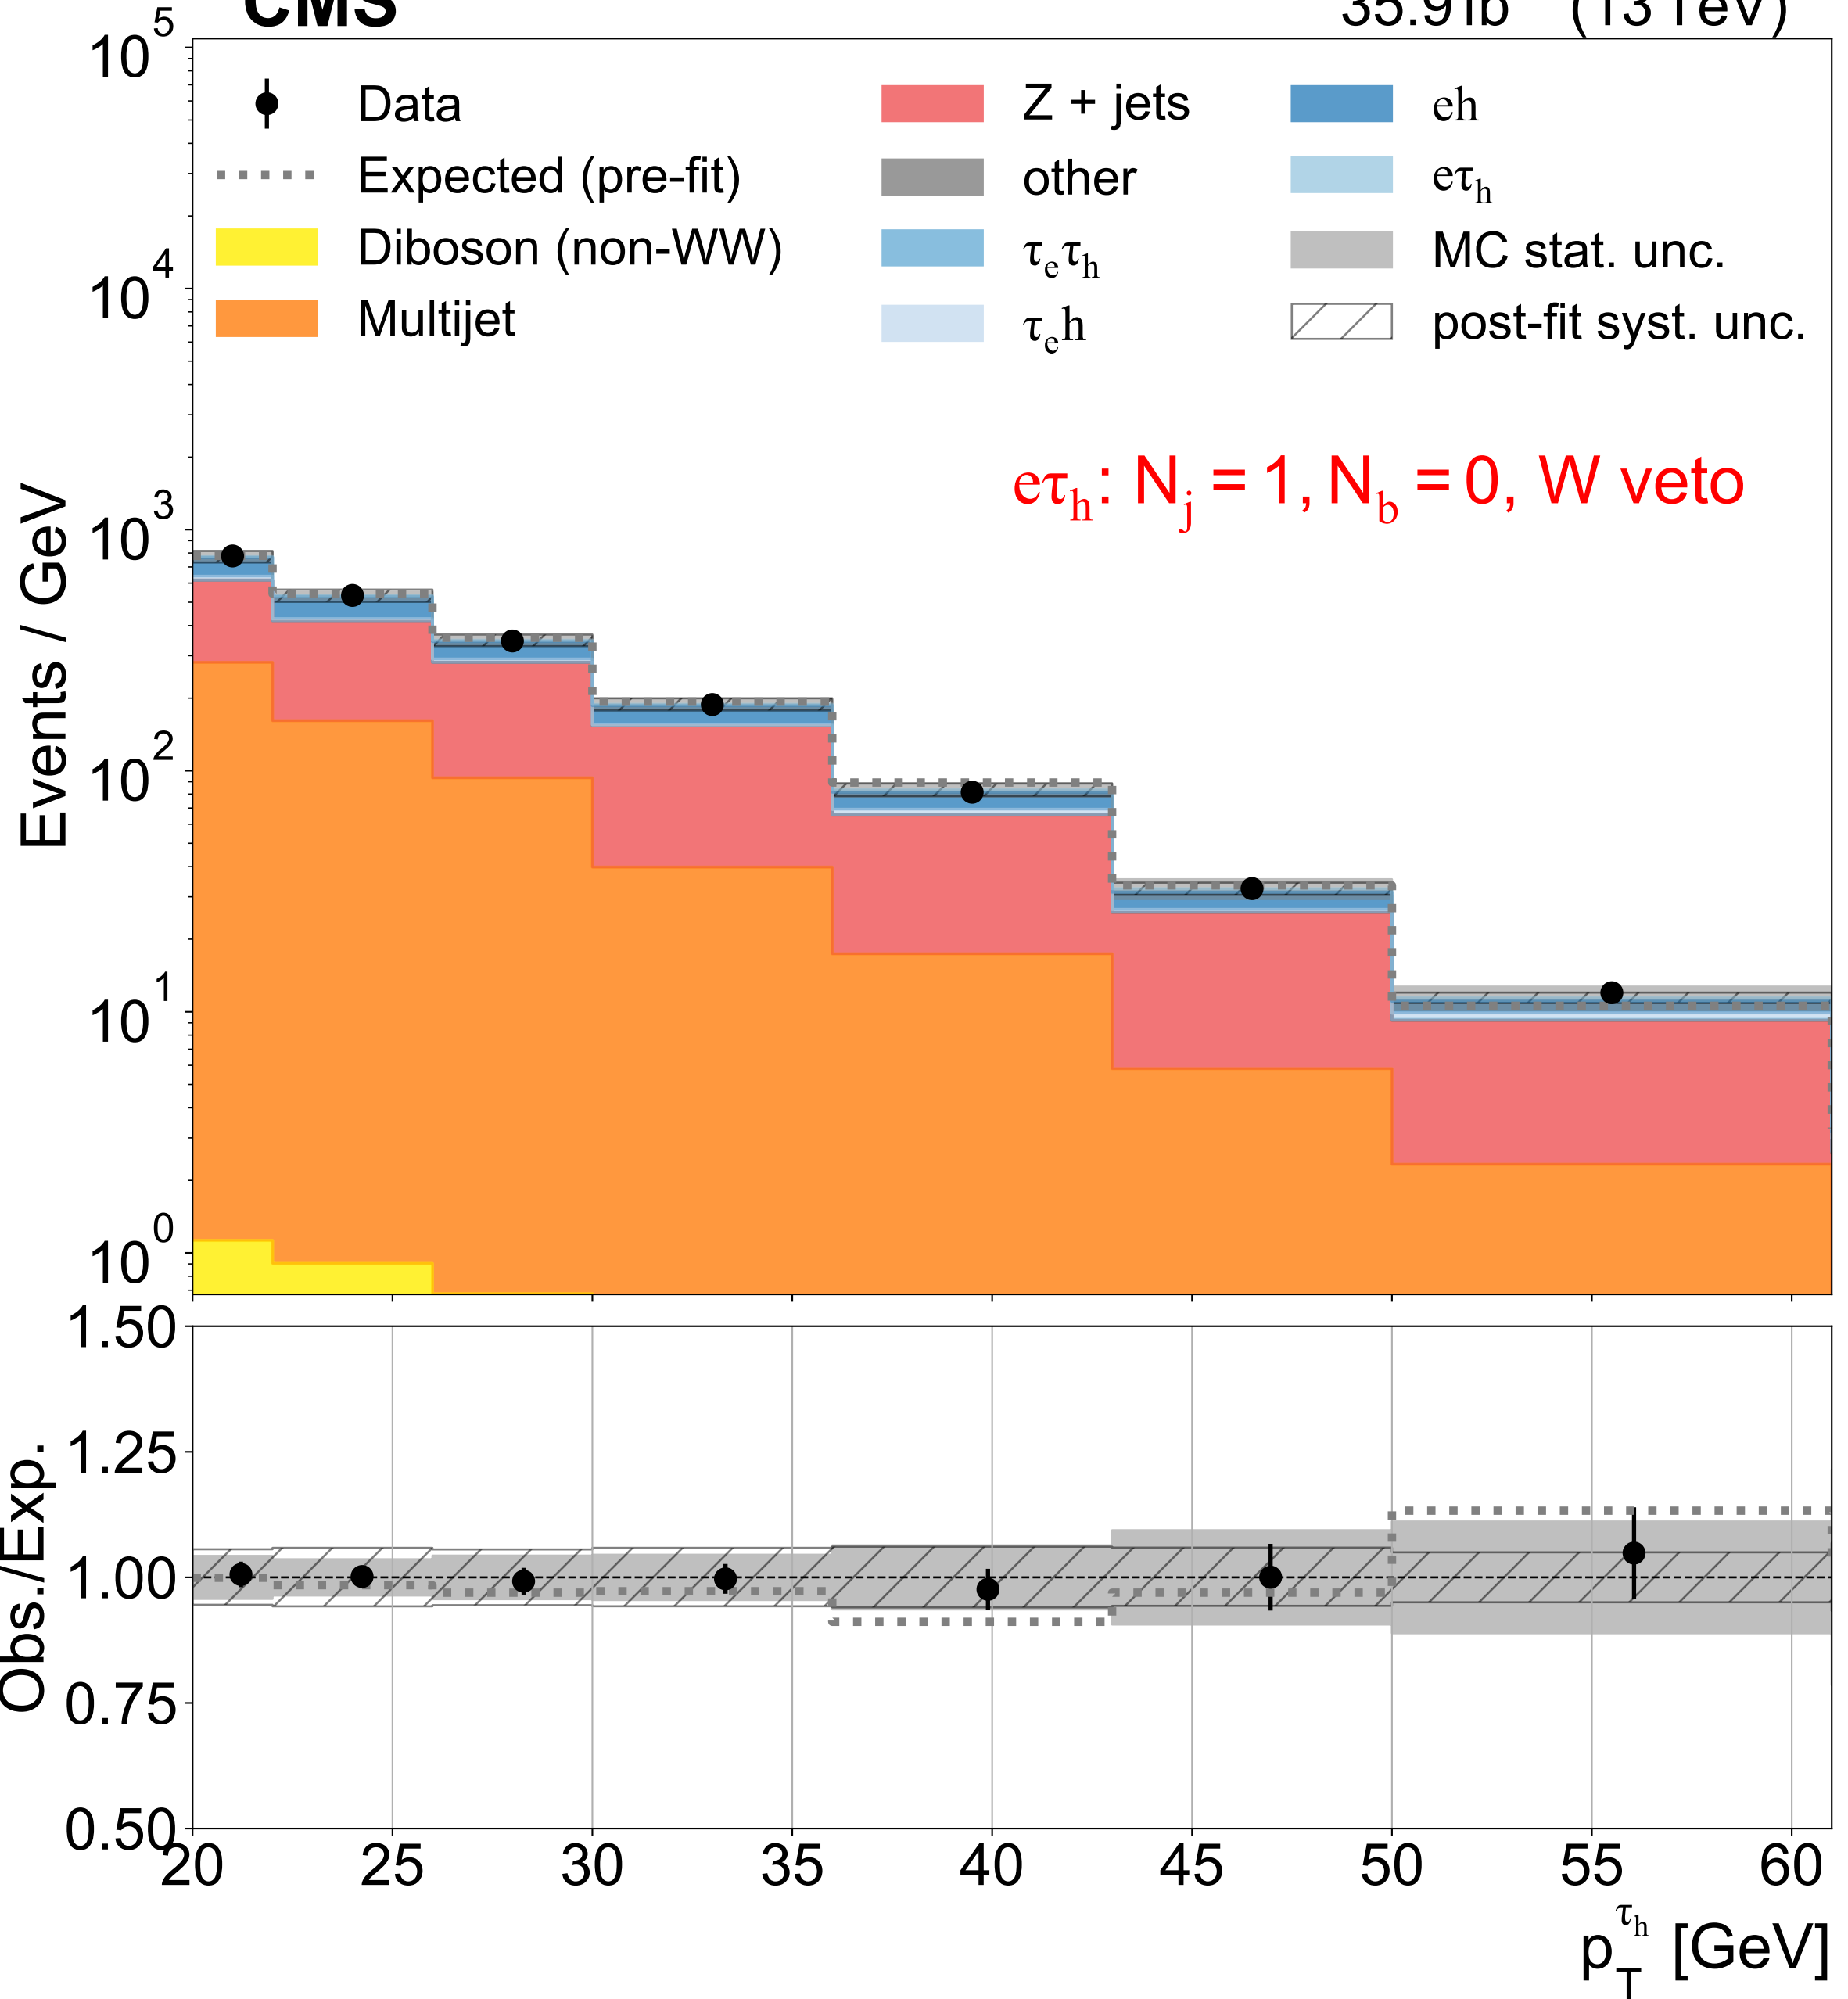 CMS 35.9 fb (13 TeV)
Data
Expected (pre-fit)
Diboson (non-WW)
Multijet
Z + jets
other
τₑτₕ
τₑh
eh
eτₕ
MC stat. unc.
post-fit syst. unc.
eτₕ: Nⱼ = 1, N_b = 0, W veto
Events / GeV
10⁵
10⁴
10³
10²
10¹
10⁰
Obs./Exp.
1.50
1.25
1.00
0.75
0.50
20 25 30 35 40 45 50 55 60
p_T^τₕ [GeV]